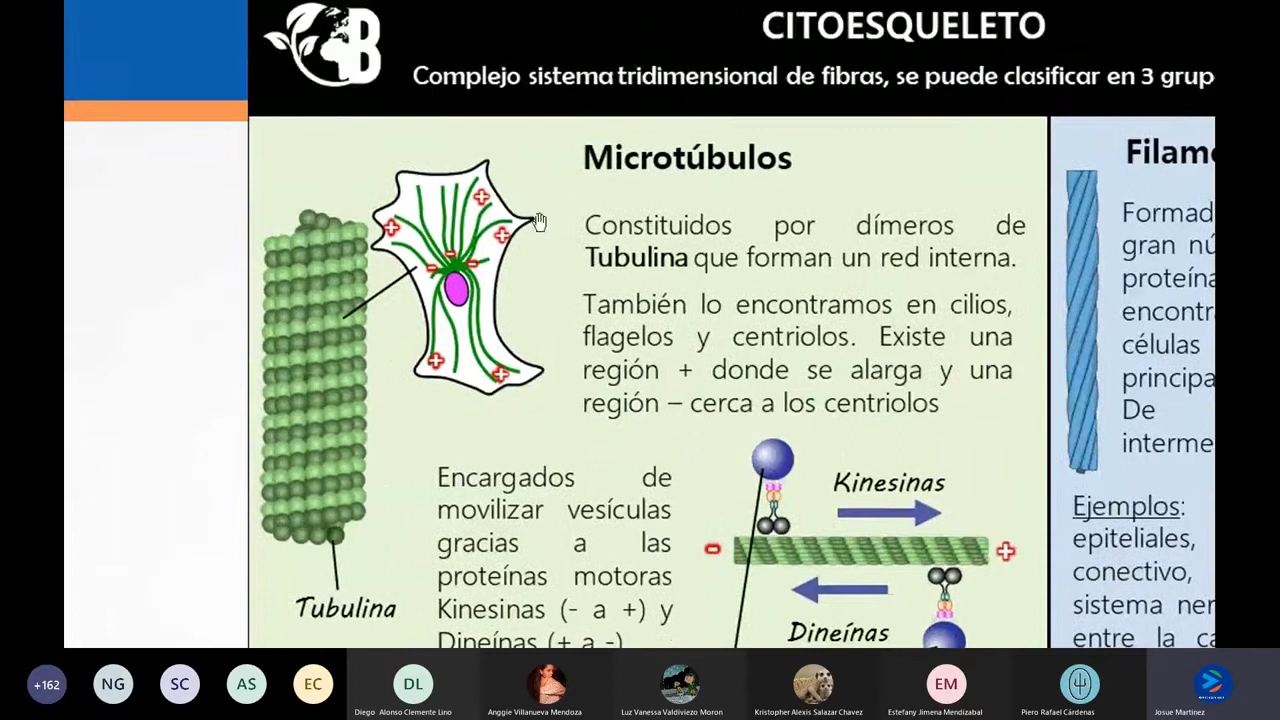 B
CITOESQUELETO
Complejo sistema tridimensional de fibras, se puede clasificar en 3 grup
Microtúbulos
Constituidos por dímeros de
Tubulina que forman un red interna.
También lo encontramos en cilios,
flagelos y centriolos. Existe una
región + donde se alarga y una
región – cerca a los centriolos
Encargados de
movilizar vesículas
gracias a las
proteínas motoras
Kinesinas (- a +) y
Dineínas (+ a -)
Tubulina
Kinesinas
- +
Dineínas
Filam
Formad
gran nú
proteína
encontr
células
principa
De
interme
Ejemplos:
epiteliales,
conectivo,
sistema ner
entre la ca
+162
NG
SC
AS
EC
DL
EM
Diego Alonso Clemente Lino
Anggie Villanueva Mendoza
Luz Vanessa Valdiviezo Moron
Kristopher Alexis Salazar Chavez
Estefany Jimena Mendizabal
Piero Rafael Cárdenas
Josue Martinez